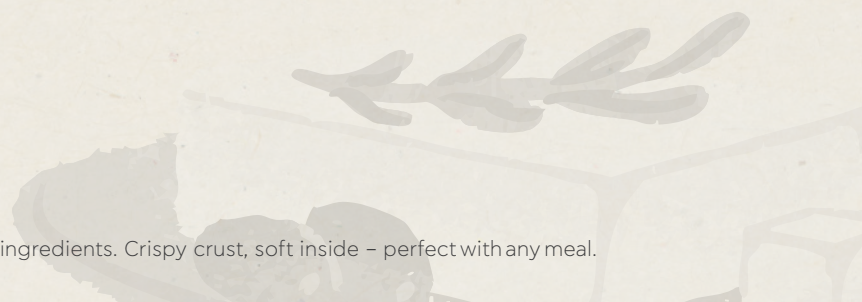 ingredients. Crispy crust, soft inside – perfect with any meal.